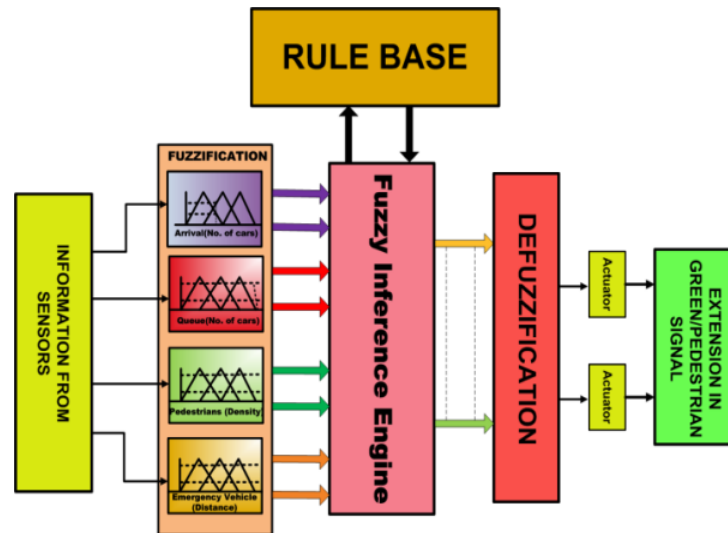 RULE BASE
FUZZIFICATION
INFORMATION FROM
SENSORS
Arrival(No. of cars)
Queue(No. of cars)
Pedestrians (Density)
Emergency Vehicle
(Distance)
Fuzzy Inference Engine
DEFUZZIFICATION
Actuator
Actuator
EXTENSION IN
GREEN/PEDESTRIAN
SIGNAL